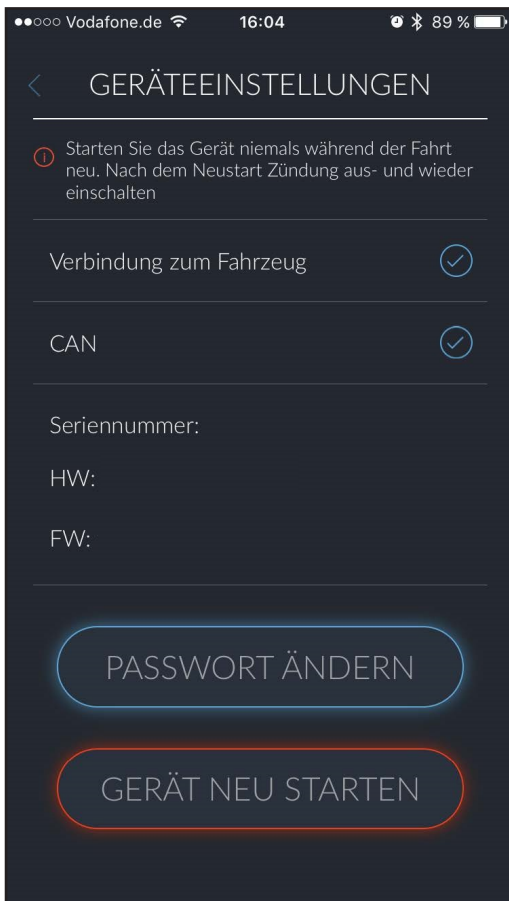 Vodafone.de 16:04 89 %
GERÄTEEINSTELLUNGEN
Starten Sie das Gerät niemals während der Fahrt
neu. Nach dem Neustart Zündung aus- und wieder
einschalten
Verbindung zum Fahrzeug
CAN
Seriennummer:
HW:
FW:
PASSWORT ÄNDERN
GERÄT NEU STARTEN